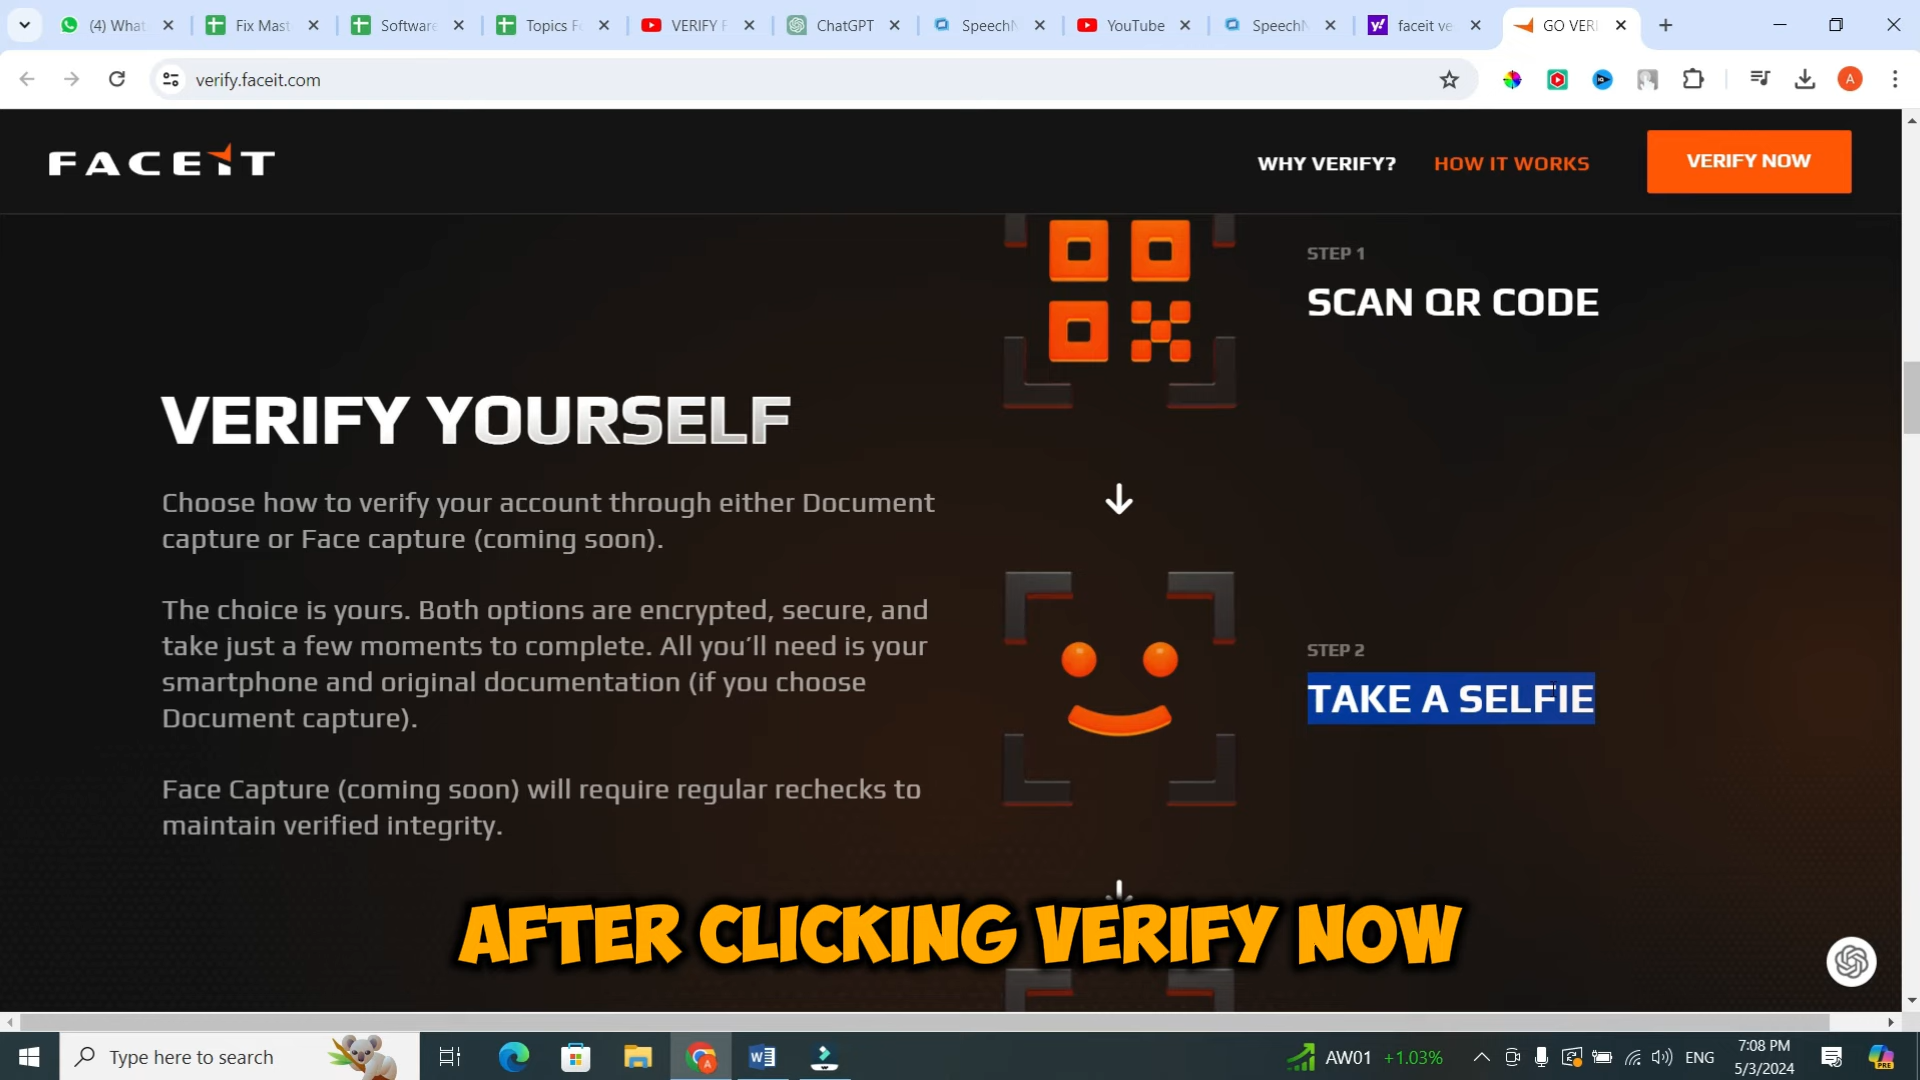 (4) What
Fix Mast
Software
Topics F
VERIFY F
ChatGPT
SpeechN
YouTube
SpeechN
faceit ve
GO VERI
verify.faceit.com
A
FACEIT
WHY VERIFY?
HOW IT WORKS
VERIFY NOW
STEP 1
SCAN QR CODE
VERIFY YOURSELF
Choose how to verify your account through either Document
capture or Face capture (coming soon).
The choice is yours. Both options are encrypted, secure, and
take just a few moments to complete. All you'll need is your
smartphone and original documentation (if you choose
Document capture).
Face Capture (coming soon) will require regular rechecks to
maintain verified integrity.
STEP 2
TAKE A SELFIE
AFTER CLICKING VERIFY NOW
Type here to search
AW01 +1.03%
ENG
7:08 PM
5/3/2024